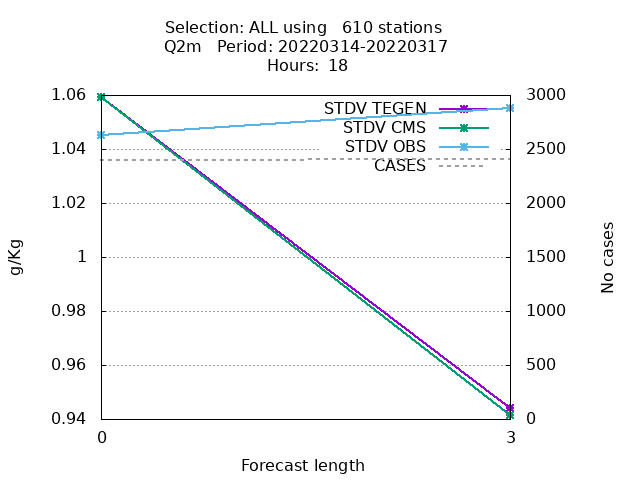 Selection: ALL using   610 stations
Q2m   Period: 20220314-20220317
Hours: 18
1.06
1.04
1.02
1
0.98
0.96
0.94
3000
2500
2000
1500
1000
500
0
STDV TEGEN
STDV CMS
STDV OBS
CASES
g/Kg
No cases
0
3
Forecast length